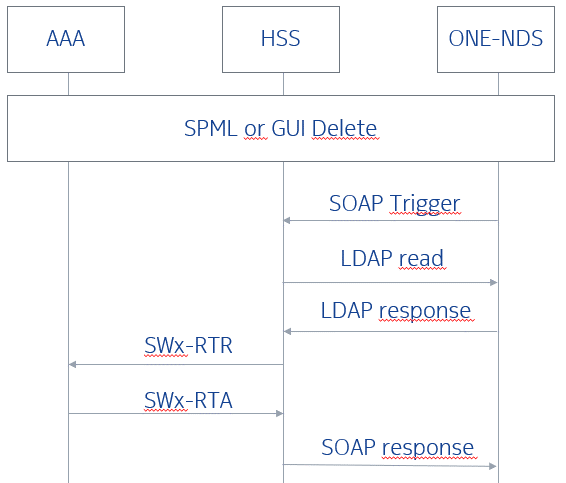 AAA
HSS
ONE-NDS
SPML or GUI Delete
SOAP Trigger
LDAP read
LDAP response
SWx-RTR
SWx-RTA
SOAP response